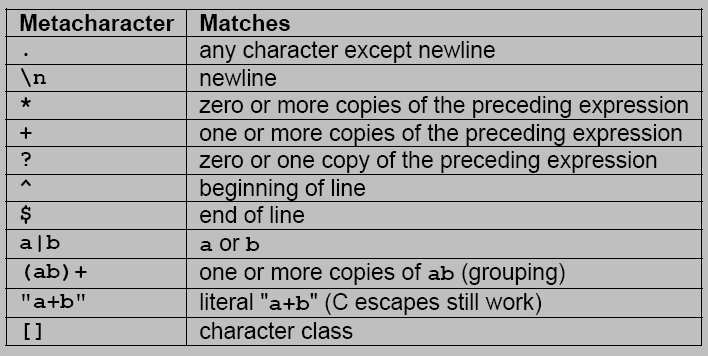 Metacharacter Matches
. any character except newline
\n newline
* zero or more copies of the preceding expression
+ one or more copies of the preceding expression
? zero or one copy of the preceding expression
^ beginning of line
$ end of line
a|b a or b
(ab)+ one or more copies of ab (grouping)
"a+b" literal "a+b" (C escapes still work)
[] character class